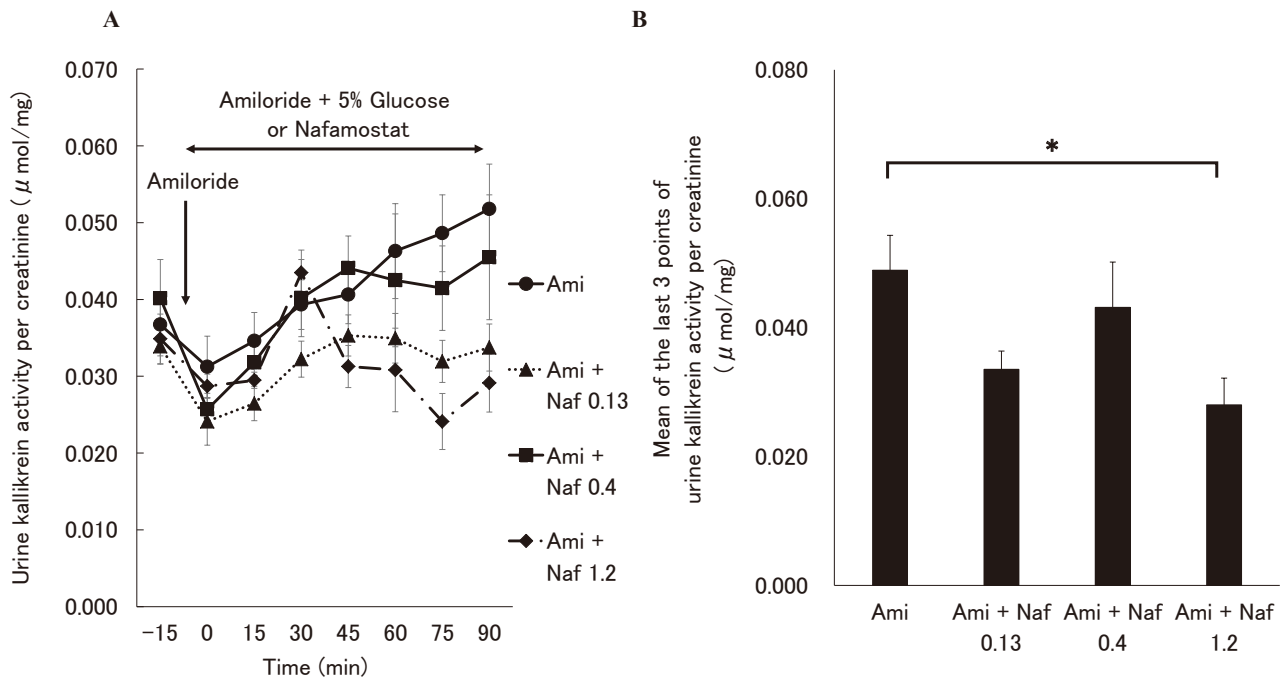 A
Urine kallikrein activity per creatinine (μmol/mg)
0.070
0.060
0.050
0.040
0.030
0.020
0.010
0.000
Amiloride + 5% Glucose
or Nafamostat
Amiloride
Ami
Ami +
Naf 0.13
Ami +
Naf 0.4
Ami +
Naf 1.2
−15 0 15 30 45 60 75 90
Time (min)
B
Mean of the last 3 points of
urine kallikrein activity per creatinine
(μmol/mg)
0.080
0.060
0.040
0.020
0.000
*
Ami Ami + Naf Ami + Naf Ami + Naf
0.13 0.4 1.2